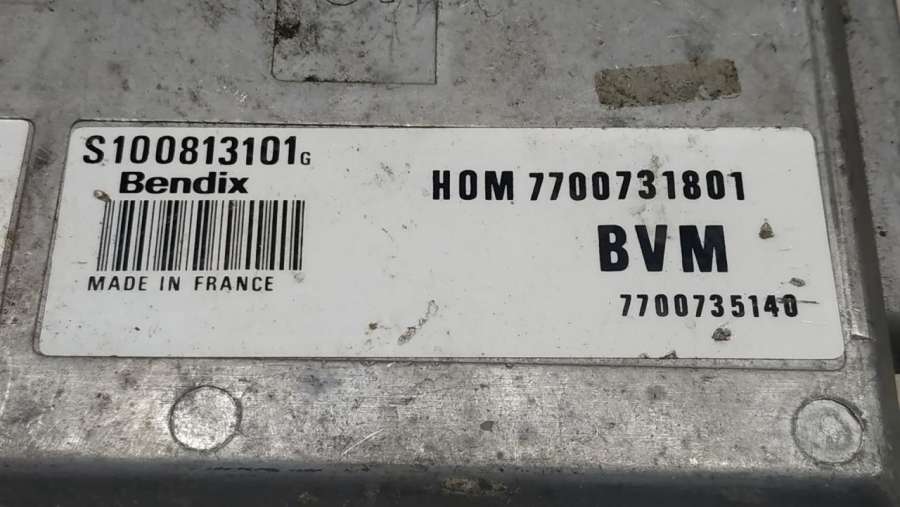 S100813101G
Bendix
MADE IN FRANCE
HOM 7700731801
BVM
7700735140